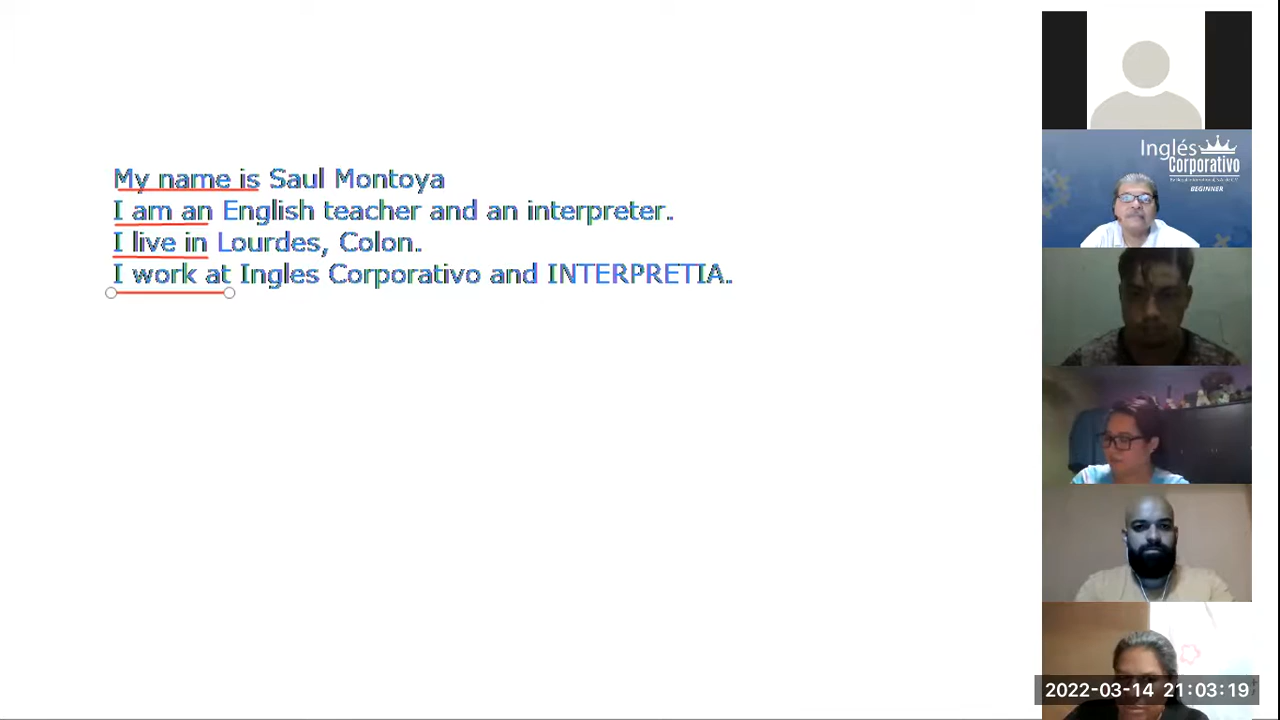 My name is Saul Montoya
I am an English teacher and an interpreter.
I live in Lourdes, Colon.
I work at Ingles Corporativo and INTERPRETIA.
Inglés
Corporativo
BEGINNER
2022-03-14 21:03:19